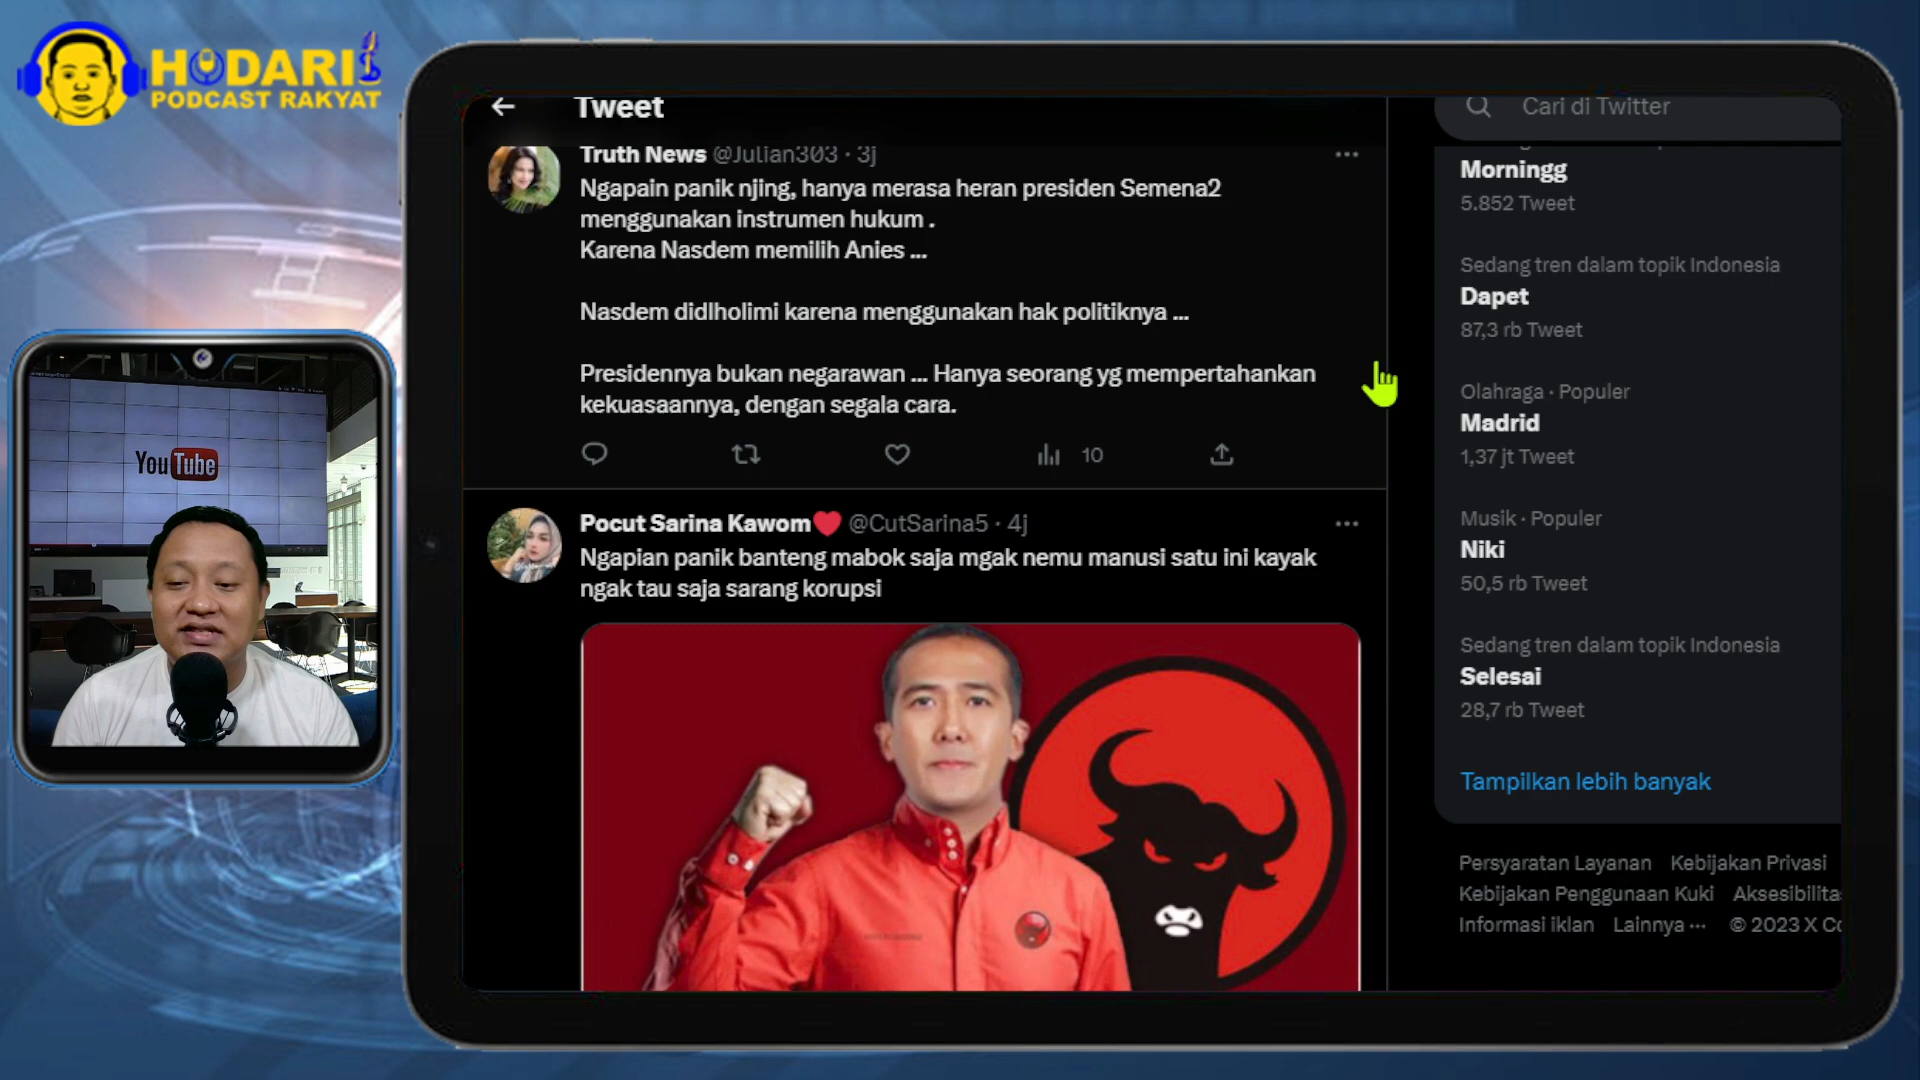 HUDARI
PODCAST RAKYAT
YouTube
Tweet
Truth News @Julian303 · 3j
Ngapain panik njing, hanya merasa heran presiden Semena2
menggunakan instrumen hukum .
Karena Nasdem memilih Anies ...
Nasdem didlholimi karena menggunakan hak politiknya ...
Presidennya bukan negarawan ... Hanya seorang yg mempertahankan
kekuasaannya, dengan segala cara.
10
Pocut Sarina Kawom❤️ @CutSarina5 · 4j
Ngapian panik banteng mabok saja mgak nemu manusi satu ini kayak
ngak tau saja sarang korupsi
Cari di Twitter
Morningg
5.852 Tweet
Sedang tren dalam topik Indonesia
Dapet
87,3 rb Tweet
Olahraga · Populer
Madrid
1,37 jt Tweet
Musik · Populer
Niki
50,5 rb Tweet
Sedang tren dalam topik Indonesia
Selesai
28,7 rb Tweet
Tampilkan lebih banyak
Persyaratan Layanan Kebijakan Privasi
Kebijakan Penggunaan Kuki Aksesibilita
Informasi iklan Lainnya ··· © 2023 X Co